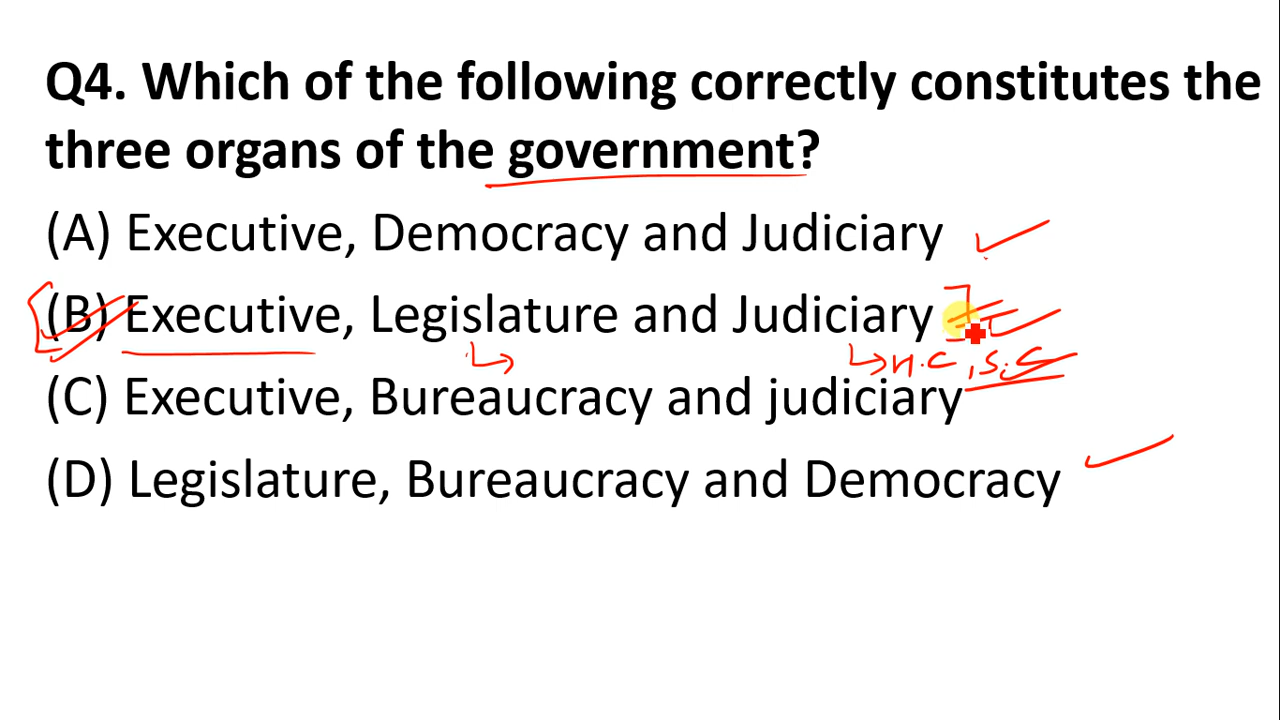 Q4. Which of the following correctly constitutes the
three organs of the government?
(A) Executive, Democracy and Judiciary
(B) Executive, Legislature and Judiciary
H.C, S.C
(C) Executive, Bureaucracy and judiciary
(D) Legislature, Bureaucracy and Democracy